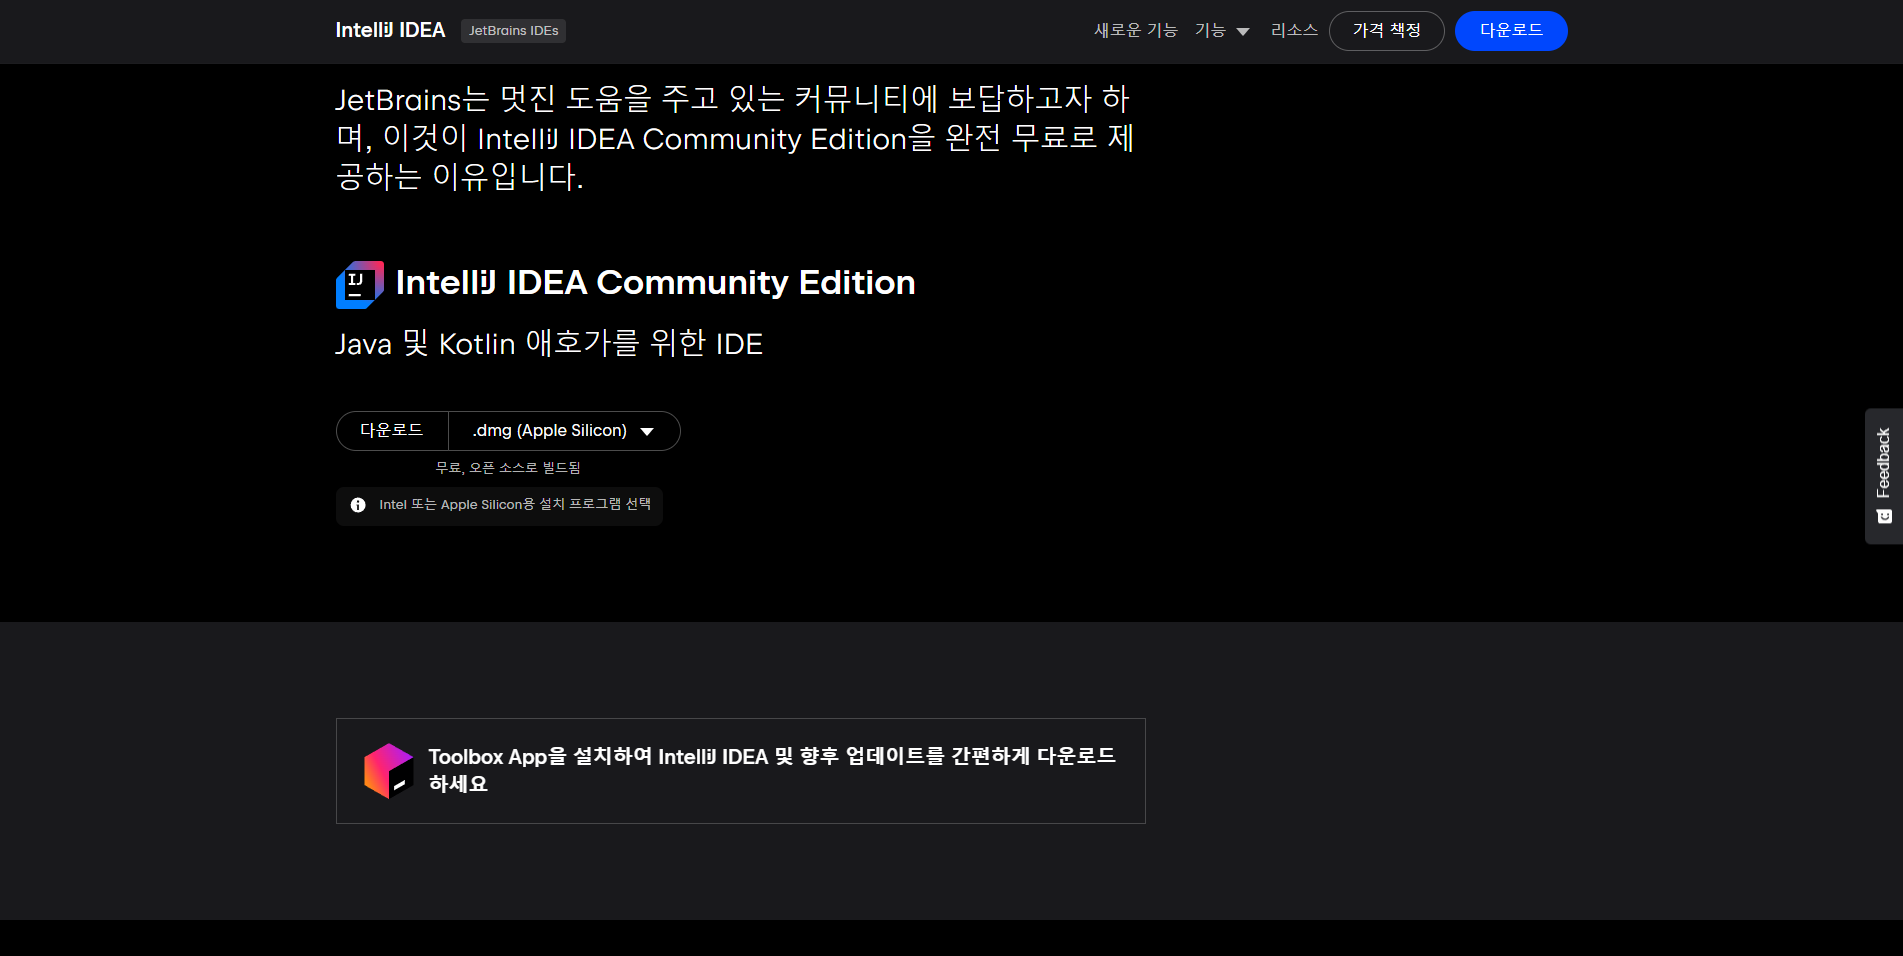 IntelliJ IDEA JetBrains IDEs 새로운 기능 기능 리소스 가격 책정 다운로드
JetBrains는 멋진 도움을 주고 있는 커뮤니티에 보답하고자 하
며, 이것이 IntelliJ IDEA Community Edition을 완전 무료로 제
공하는 이유입니다.
IJ IntelliJ IDEA Community Edition
Java 및 Kotlin 애호가를 위한 IDE
다운로드 .dmg (Apple Silicon)
무료, 오픈 소스로 빌드됨
Intel 또는 Apple Silicon용 설치 프로그램 선택
Feedback
Toolbox App을 설치하여 IntelliJ IDEA 및 향후 업데이트를 간편하게 다운로드
하세요